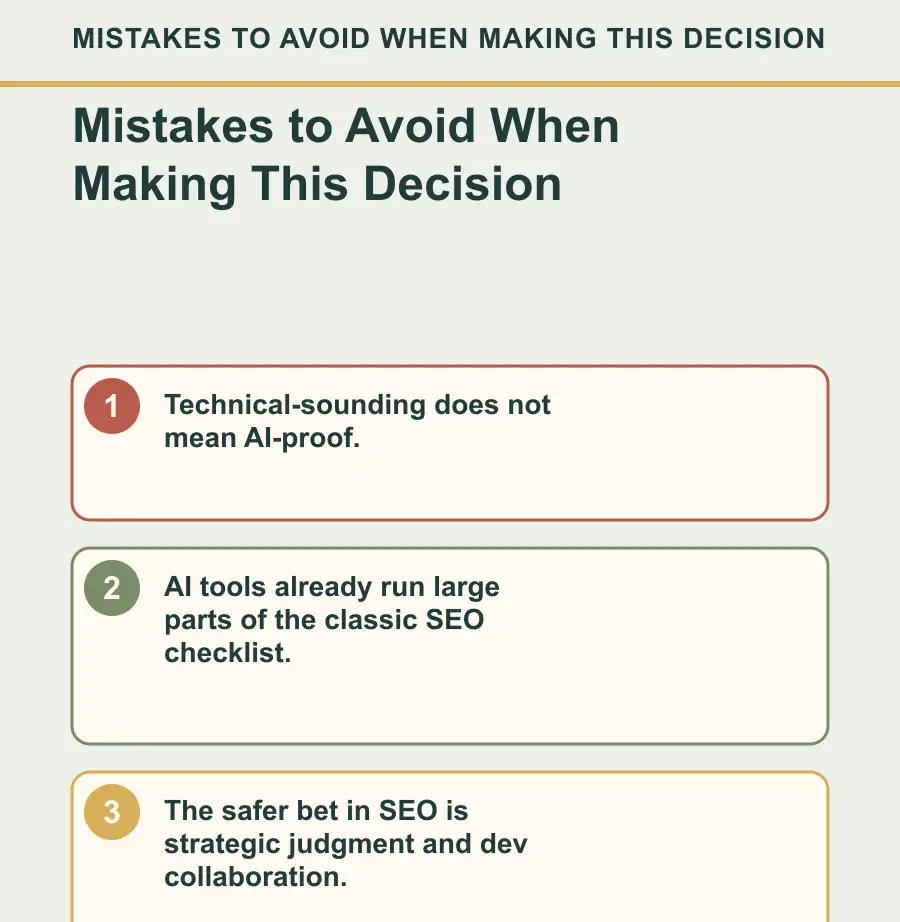 MISTAKES TO AVOID WHEN MAKING THIS DECISION
Mistakes to Avoid When
Making This Decision
1
Technical-sounding does not
mean AI-proof.
2
AI tools already run large
parts of the classic SEO
checklist.
3
The safer bet in SEO is
strategic judgment and dev
collaboration.